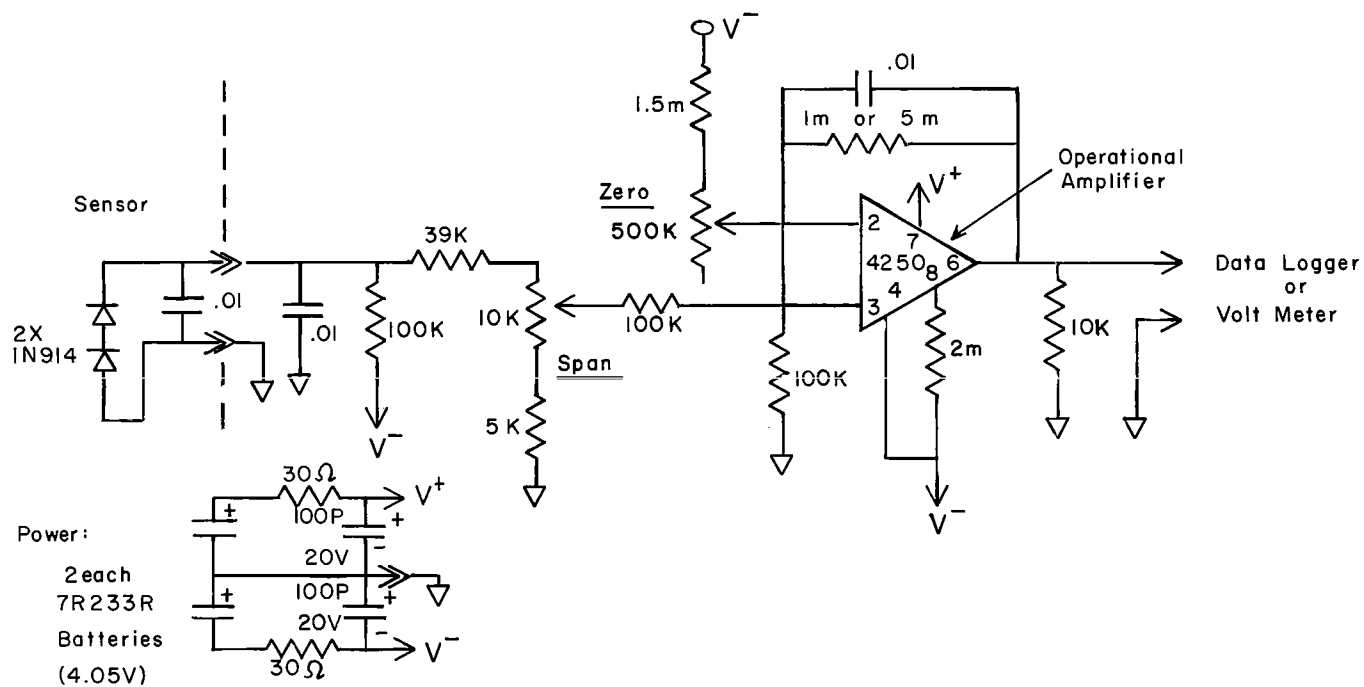 V⁻
.01
1.5m
1m or 5m
Operational
Amplifier
V⁺
Sensor
Zero
500K
2
7
4250
8
6
4
3
39K
.01
.01
2X
1N914
100K
10K
100K
Span
5K
V⁻
100K
2m
V⁻
10K
Data Logger
or
Volt Meter
30Ω
V⁺
100P
+
+
-
20V
Power:
2each
7R233R
Batteries
(4.05V)
100P
+
+
-
20V
V⁻
30Ω